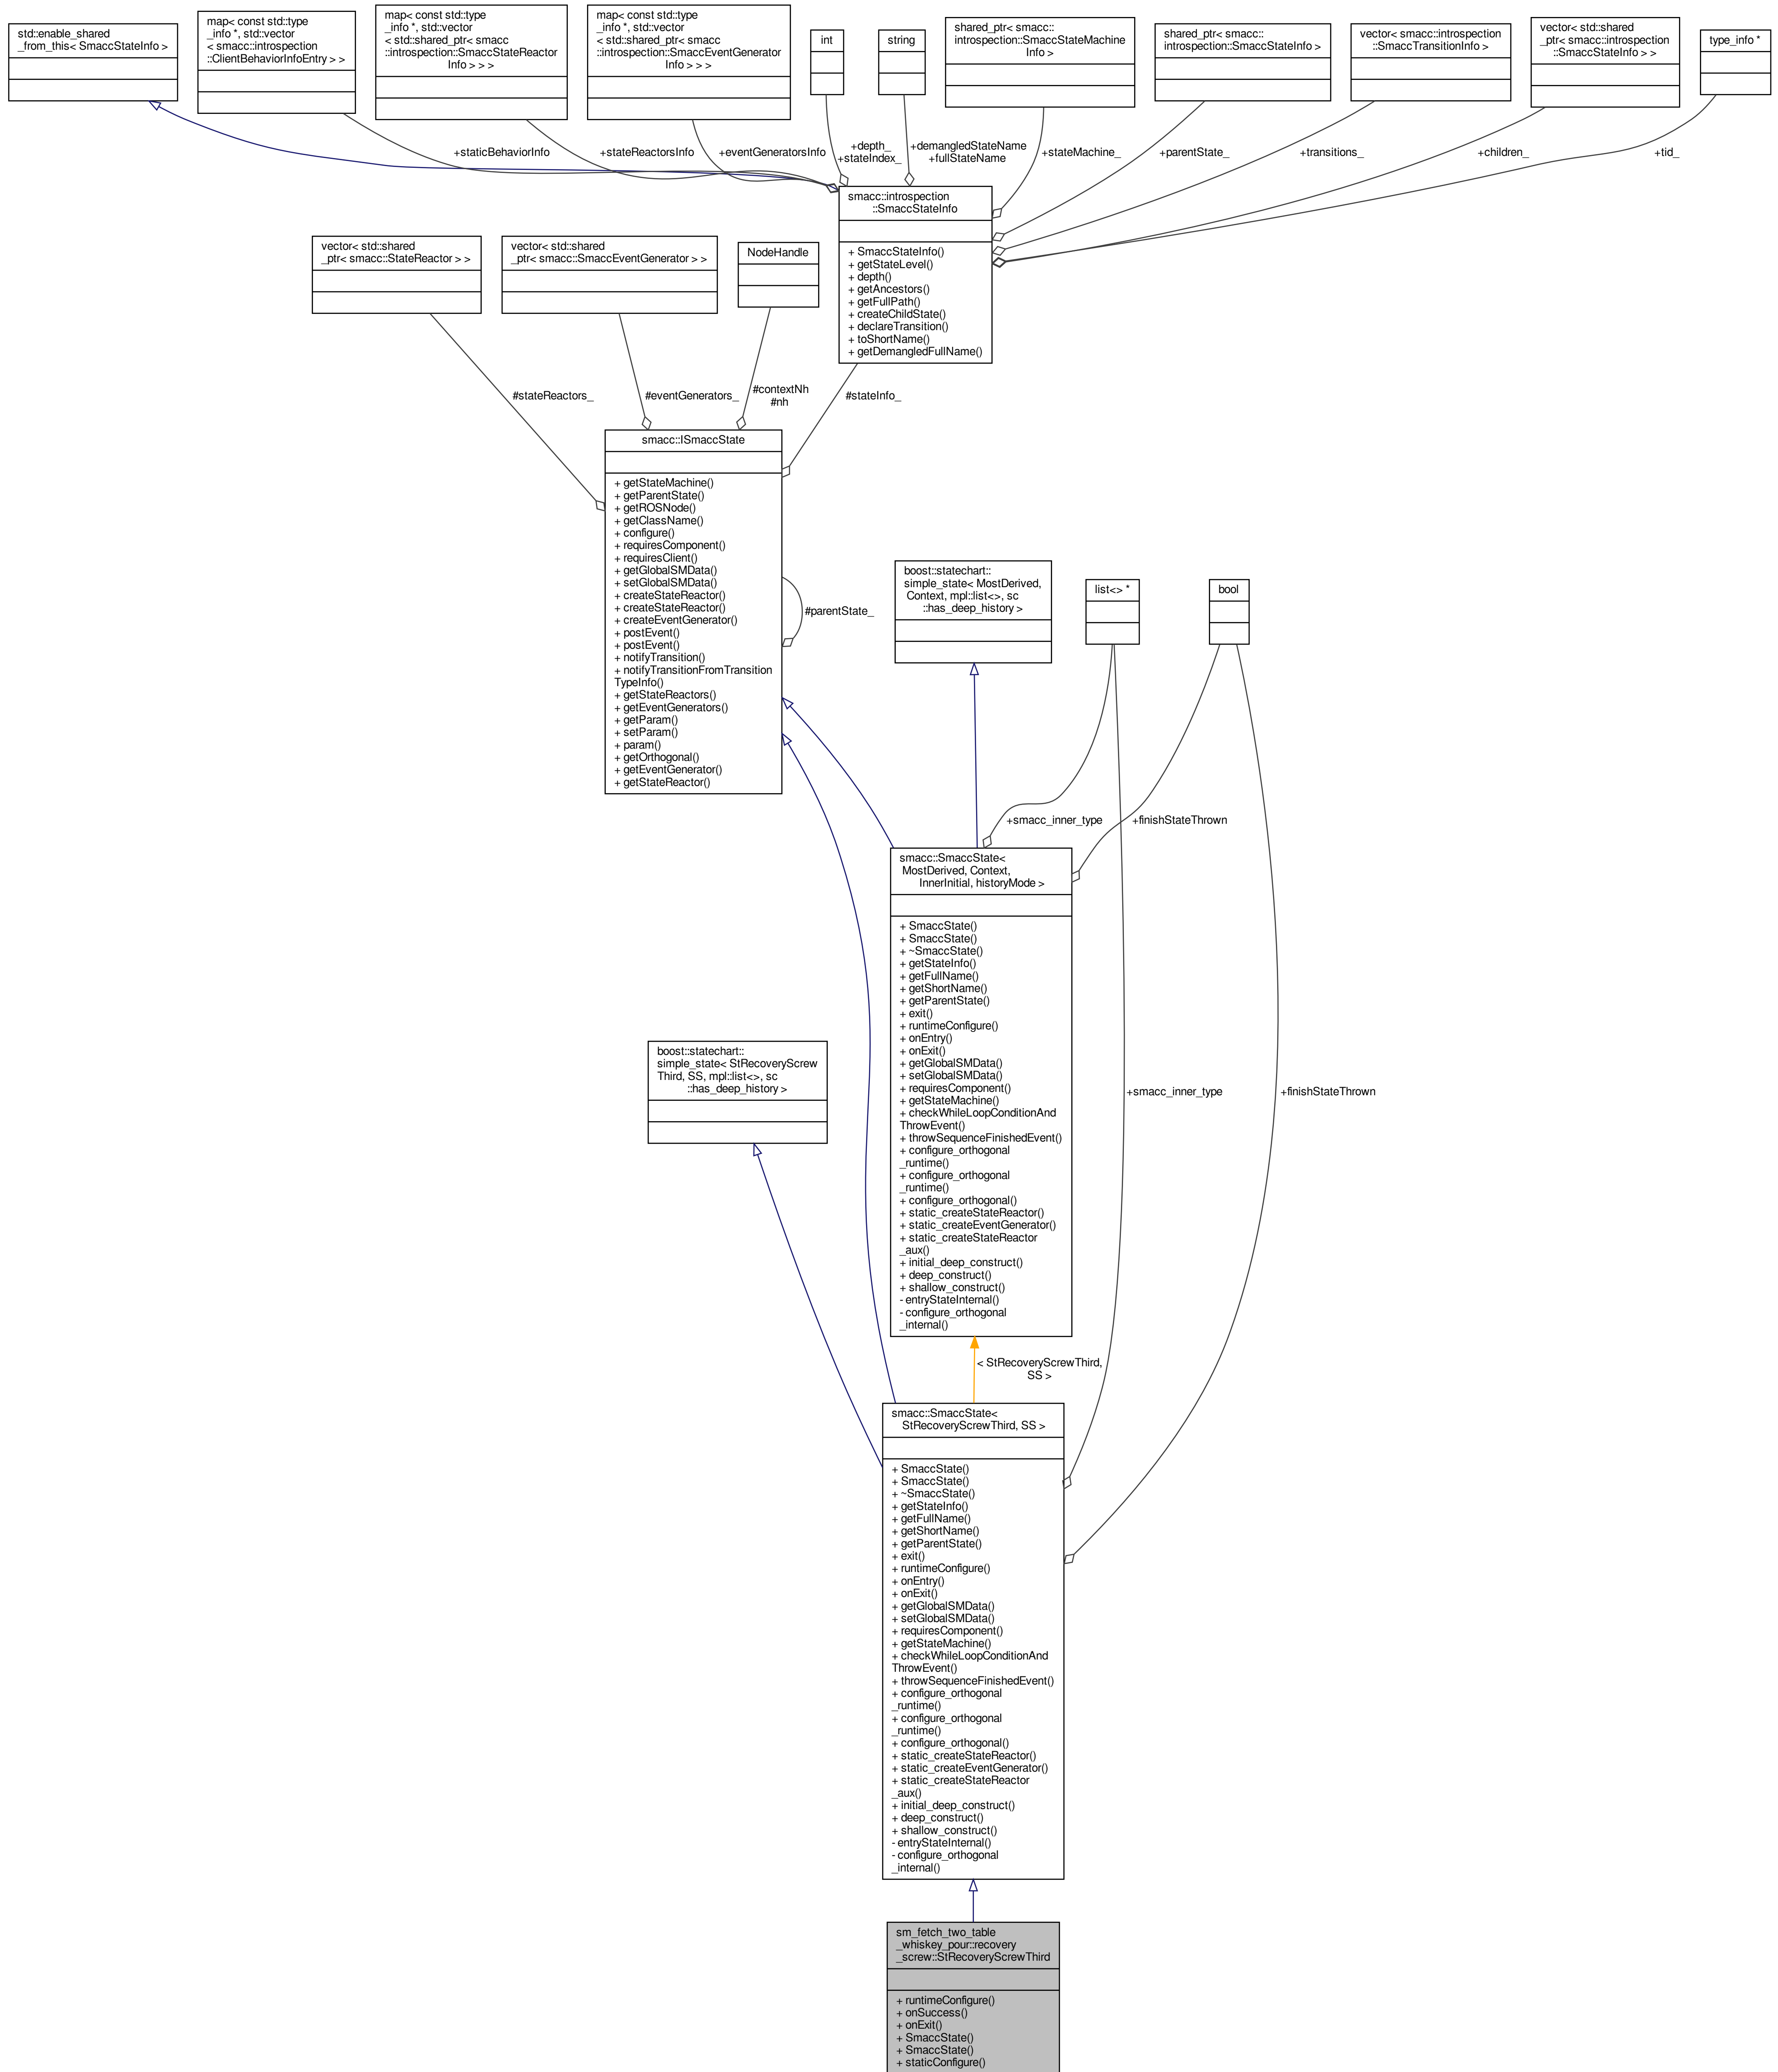 std::enable_shared
_from_this< SmaccStateInfo >
map< const std::type
_info *, std::vector
< smacc::introspection
::ClientBehaviorInfoEntry > >
map< const std::type
_info *, std::vector
< std::shared_ptr< smacc
::introspection::SmaccStateReactor
Info > > >
map< const std::type
_info *, std::vector
< std::shared_ptr< smacc
::introspection::SmaccEventGenerator
Info > > >
int
string
shared_ptr< smacc::
introspection::SmaccStateMachine
Info >
shared_ptr< smacc::
introspection::SmaccStateInfo >
vector< smacc::introspection
::SmaccTransitionInfo >
vector< std::shared
_ptr< smacc::introspection
::SmaccStateInfo > >
type_info *
+staticBehaviorInfo
+stateReactorsInfo
+eventGeneratorsInfo
+depth_
+stateIndex_
+demangledStateName
+fullStateName
+stateMachine_
+parentState_
+transitions_
+children_
+tid_
smacc::introspection
::SmaccStateInfo
+ SmaccStateInfo()
+ getStateLevel()
+ depth()
+ getAncestors()
+ getFullPath()
+ createChildState()
+ declareTransition()
+ toShortName()
+ getDemangledFullName()
vector< std::shared
_ptr< smacc::StateReactor > >
vector< std::shared
_ptr< smacc::SmaccEventGenerator > >
NodeHandle
#stateReactors_
#eventGenerators_
#contextNh
#nh
#stateInfo_
smacc::ISmaccState
+ getStateMachine()
+ getParentState()
+ getROSNode()
+ getClassName()
+ configure()
+ requiresComponent()
+ requiresClient()
+ getGlobalSMData()
+ setGlobalSMData()
+ createStateReactor()
+ createStateReactor()
+ createEventGenerator()
+ postEvent()
+ postEvent()
+ notifyTransition()
+ notifyTransitionFromTransition
TypeInfo()
+ getStateReactors()
+ getEventGenerators()
+ getParam()
+ setParam()
+ param()
+ getOrthogonal()
+ getEventGenerator()
+ getStateReactor()
#parentState_
boost::statechart::
simple_state< MostDerived,
Context, mpl::list<>, sc
::has_deep_history >
list<> *
bool
+smacc_inner_type
+finishStateThrown
smacc::SmaccState<
MostDerived, Context,
InnerInitial, historyMode >
+ SmaccState()
+ SmaccState()
+ ~SmaccState()
+ getStateInfo()
+ getFullName()
+ getShortName()
+ getParentState()
+ exit()
+ runtimeConfigure()
+ onEntry()
+ onExit()
+ getGlobalSMData()
+ setGlobalSMData()
+ requiresComponent()
+ getStateMachine()
+ checkWhileLoopConditionAnd
ThrowEvent()
+ throwSequenceFinishedEvent()
+ configure_orthogonal
_runtime()
+ configure_orthogonal
_runtime()
+ configure_orthogonal()
+ static_createStateReactor()
+ static_createEventGenerator()
+ static_createStateReactor
_aux()
+ initial_deep_construct()
+ deep_construct()
+ shallow_construct()
- entryStateInternal()
- configure_orthogonal
_internal()
boost::statechart::
simple_state< StRecoveryScrew
Third, SS, mpl::list<>, sc
::has_deep_history >
+smacc_inner_type
+finishStateThrown
< StRecoveryScrewThird,
SS >
smacc::SmaccState<
StRecoveryScrewThird, SS >
+ SmaccState()
+ SmaccState()
+ ~SmaccState()
+ getStateInfo()
+ getFullName()
+ getShortName()
+ getParentState()
+ exit()
+ runtimeConfigure()
+ onEntry()
+ onExit()
+ getGlobalSMData()
+ setGlobalSMData()
+ requiresComponent()
+ getStateMachine()
+ checkWhileLoopConditionAnd
ThrowEvent()
+ throwSequenceFinishedEvent()
+ configure_orthogonal
_runtime()
+ configure_orthogonal
_runtime()
+ configure_orthogonal()
+ static_createStateReactor()
+ static_createEventGenerator()
+ static_createStateReactor
_aux()
+ initial_deep_construct()
+ deep_construct()
+ shallow_construct()
- entryStateInternal()
- configure_orthogonal
_internal()
sm_fetch_two_table
_whiskey_pour::recovery
_screw::StRecoveryScrewThird
+ runtimeConfigure()
+ onSuccess()
+ onExit()
+ SmaccState()
+ SmaccState()
+ staticConfigure()